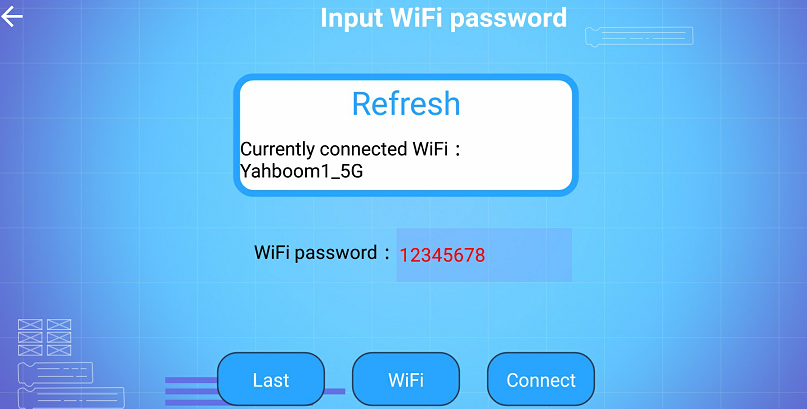 Input WiFi password
Refresh
Currently connected WiFi：
Yahboom1_5G
WiFi password： 12345678
Last WiFi Connect